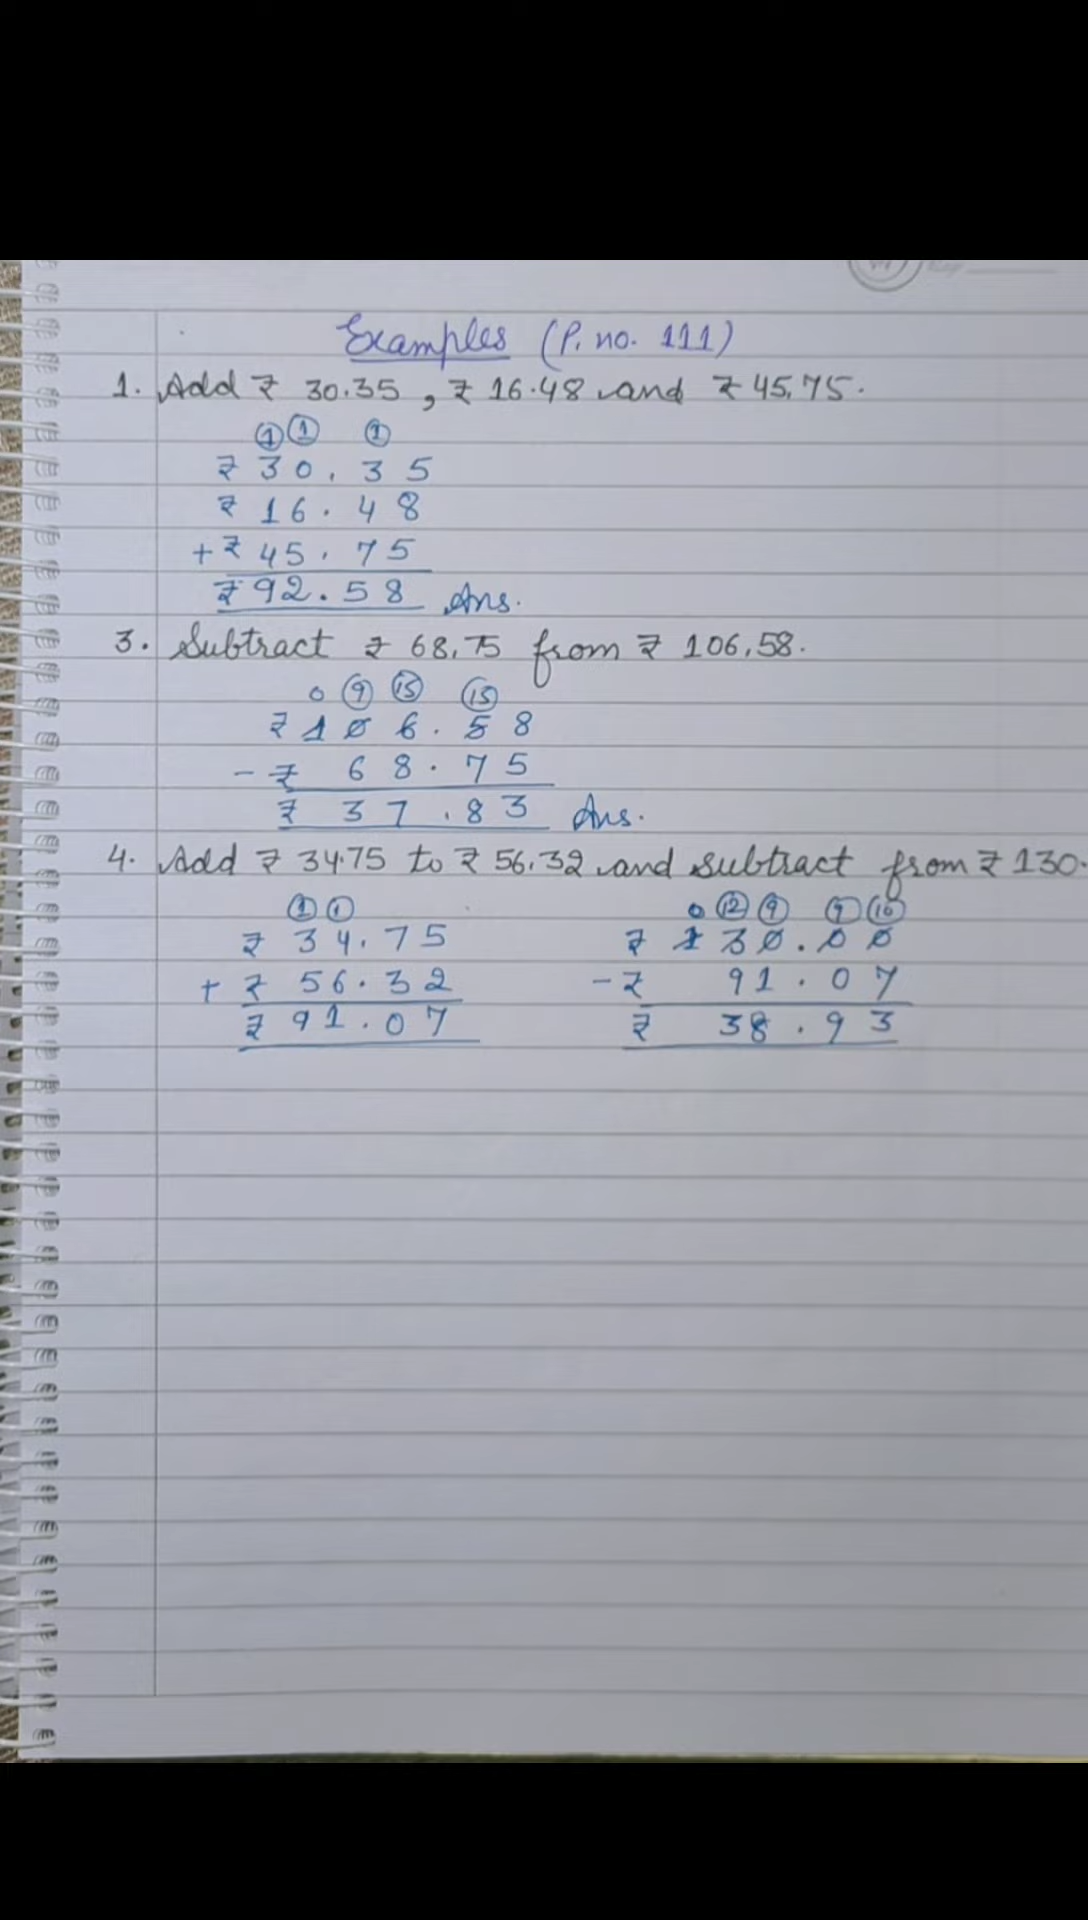 Examples (P. no. 111)
1. Add ₹ 30.35, ₹ 16.48 and ₹ 45.75.
1 1 1
₹ 30.35
₹ 16.48
+ ₹ 45.75
₹ 92.58 Ans.
3. Subtract ₹ 68.75 from ₹ 106.58.
0 9 15 15
₹ 106.58
- ₹ 68.75
₹ 37.83 Ans.
4. Add ₹ 34.75 to ₹ 56.32 and subtract from ₹ 130.
1 1 0 12 9 9 10
₹ 34.75 ₹ 130.00
+ ₹ 56.32 - ₹ 91.07
₹ 91.07 ₹ 38.93